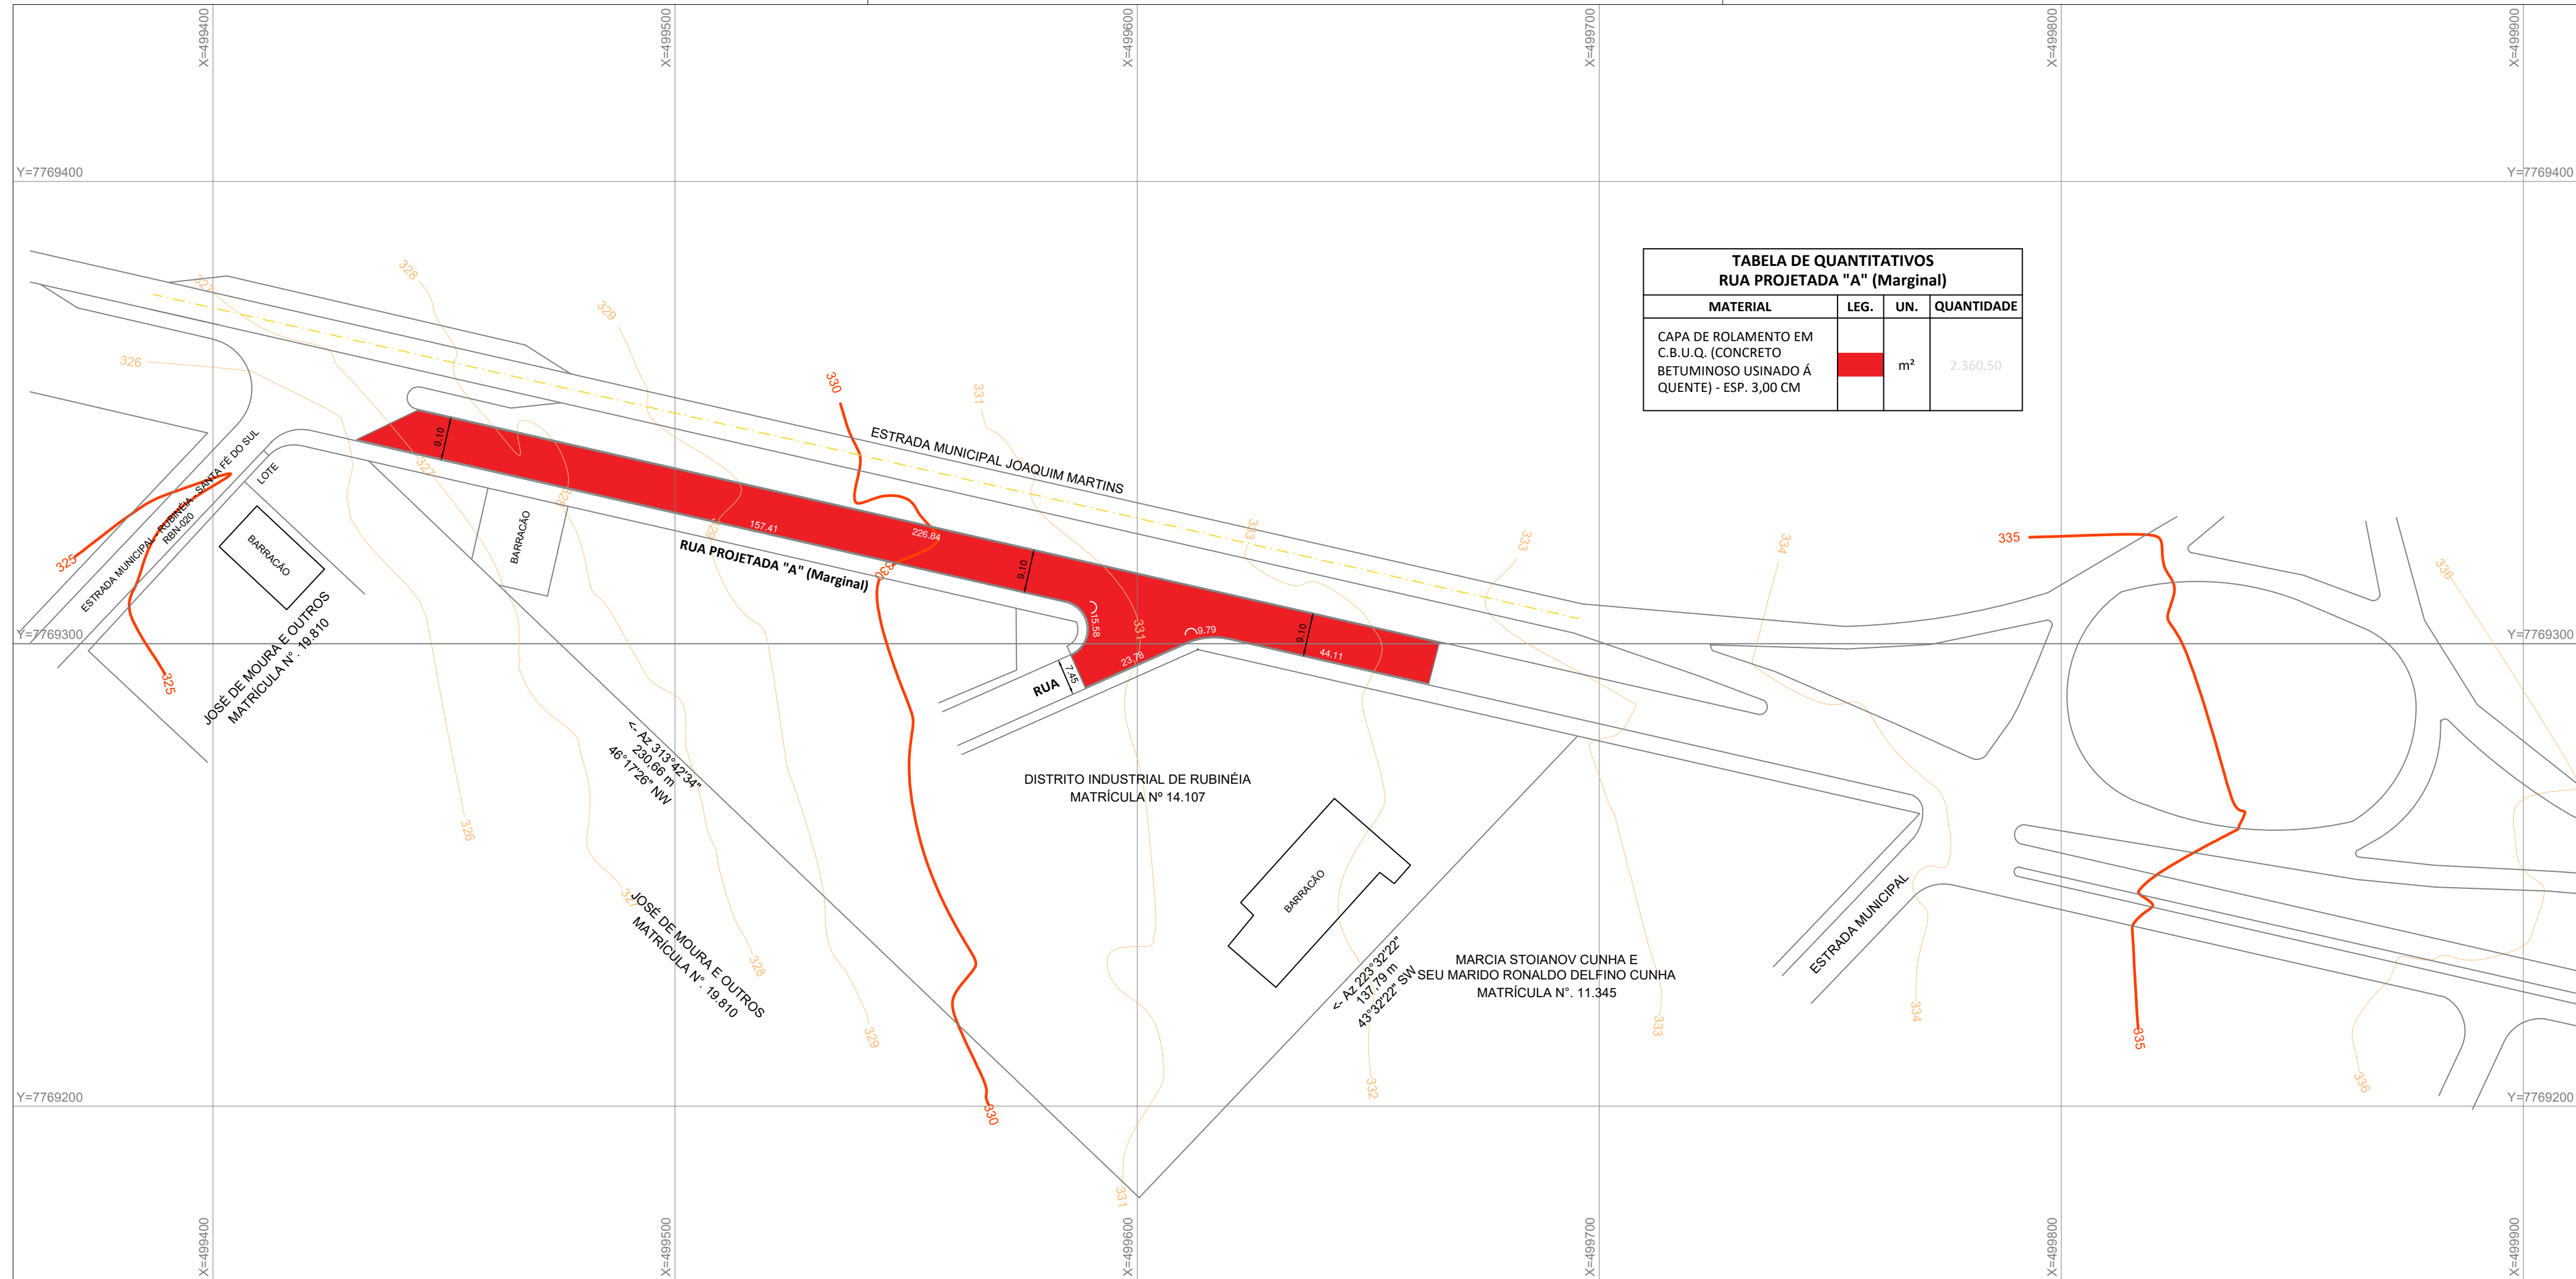 X=499400
X=499500
X=499600
X=499700
X=499800
X=499900
Y=7769400
Y=7769400
TABELA DE QUANTITATIVOS
RUA PROJETADA "A" (Marginal)
MATERIAL LEG. UN. QUANTIDADE
CAPA DE ROLAMENTO EM
C.B.U.Q. (CONCRETO
BETUMINOSO USINADO Á
QUENTE) - ESP. 3,00 CM
m²
2.360,50
327
328
329
326
330
331
ESTRADA MUNICIPAL JOAQUIM MARTINS
9.10
327
328
329
157.41
226.84
330
9.10
333
333
334
335
336
RUA PROJETADA "A" (Marginal)
BARRACÃO
LOTE
ESTRADA MUNICIPAL - RUBINÉIA - SANTA FÉ DO SUL
RBN-020
BARRACÃO
325
325
JOSÉ DE MOURA E OUTROS
MATRÍCULA N°. 19.810
Y=7769300
Y=7769300
15.58
331
9.79
9.10
44.11
23.78
7.45
RUA
<- Az 313°42'34"
230,66 m
46°17'26" NW
DISTRITO INDUSTRIAL DE RUBINÉIA
MATRÍCULA Nº 14.107
326
327
JOSÉ DE MOURA E OUTROS
MATRÍCULA N°. 19.810
328
329
BARRACÃO
<- Az 223°32'22"
137,79 m
43°32'22" SW
MARCIA STOIANOV CUNHA E
SEU MARIDO RONALDO DELFINO CUNHA
MATRÍCULA N°. 11.345
ESTRADA MUNICIPAL
333
334
335
336
332
330
331
Y=7769200
Y=7769200
X=499400
X=499500
X=499600
X=499700
X=499800
X=499900